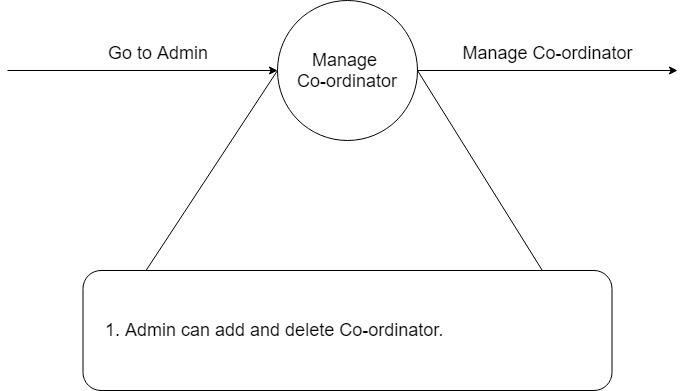 Go to Admin
Manage
Co-ordinator
Manage Co-ordinator
1. Admin can add and delete Co-ordinator.